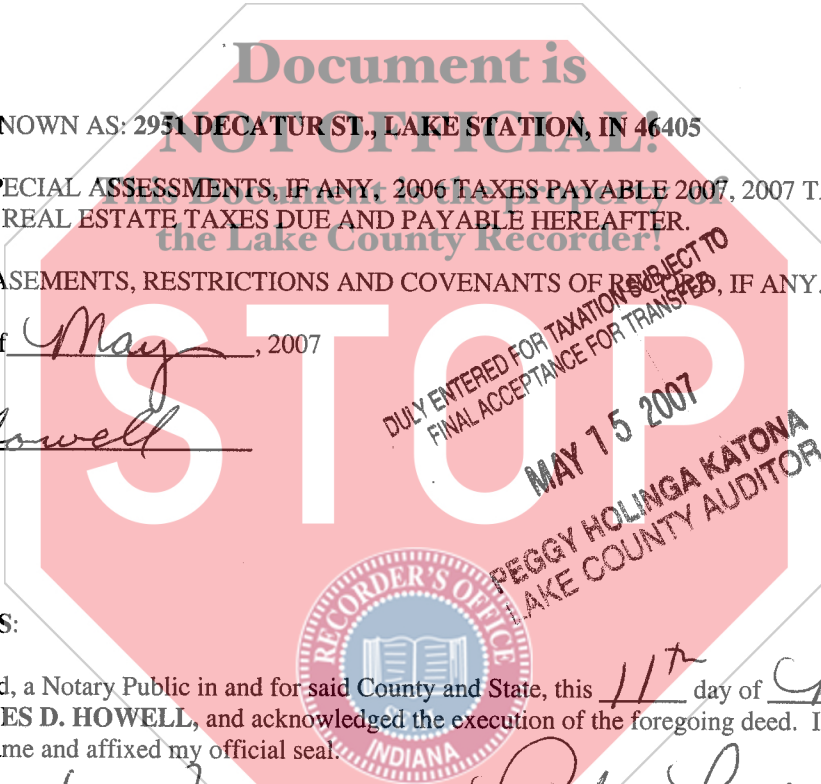 Document is
NOT OFFICIAL!
NOWN AS: 2951 DECATUR ST., LAKE STATION, IN 46405
This Document is the property of
the Lake County Recorder!
PECIAL ASSESSMENTS, IF ANY, 2006 TAXES PAYABLE 2007, 2007 T
REAL ESTATE TAXES DUE AND PAYABLE HEREAFTER.
ASEMENTS, RESTRICTIONS AND COVENANTS OF RECORD, IF ANY.
f May, 2007
owell
STOP
DULY ENTERED FOR TAXATION SUBJECT TO
FINAL ACCEPTANCE FOR TRANSFER
MAY 15 2007
PEGGY HOLINGA KATONA
LAKE COUNTY AUDITOR
RECORDER'S OFFICE
SEAL
INDIANA
S:
d, a Notary Public in and for said County and State, this 11th day of
ES D. HOWELL, and acknowledged the execution of the foregoing deed. I
me and affixed my official seal.